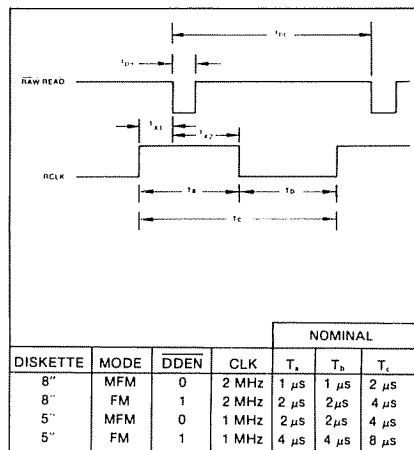 Tpw
Tbc
RAW READ
Tx1
Tx2
RCLK
Ta
Tb
Tc
NOMINAL
DISKETTE MODE DDEN CLK Ta Tb Tc
8" MFM 0 2 MHz 1 µs 1 µs 2 µs
8" FM 1 2 MHz 2 µs 2µs 4 µs
5" MFM 0 1 MHz 2µs 2µs 4 µs
5" FM 1 1 MHz 4 µs 4 µs 8 µs